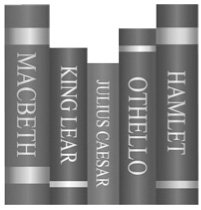 MACBETH
KING LEAR
JULIUS CAESAR
OTHELLO
HAMLET